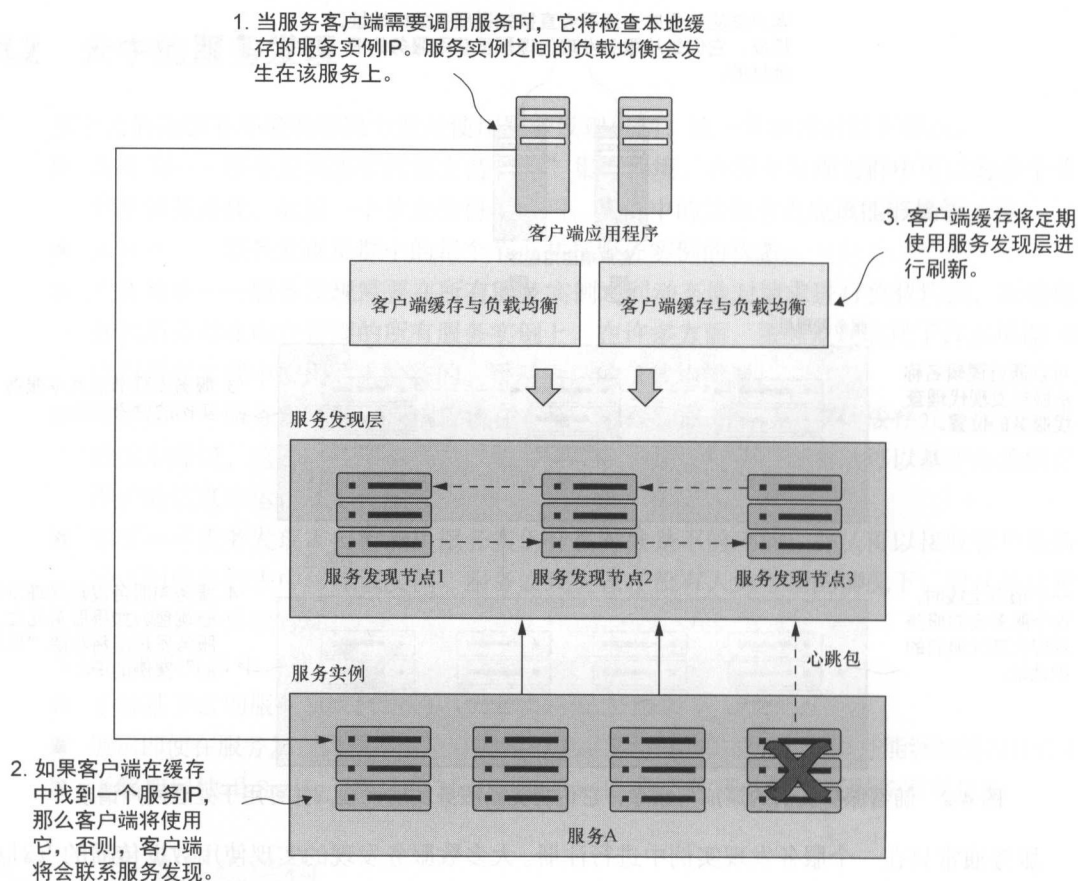 1. 当服务客户端需要调用服务时，它将检查本地缓
存的服务实例IP。服务实例之间的负载均衡会发
生在该服务上。
客户端应用程序
3. 客户端缓存将定期
使用服务发现层进
行刷新。
客户端缓存与负载均衡
客户端缓存与负载均衡
服务发现层
服务发现节点1
服务发现节点2
服务发现节点3
心跳包
服务实例
2. 如果客户端在缓存
中找到一个服务IP，
那么客户端将使用
它。否则，客户端
将会联系服务发现。
服务A